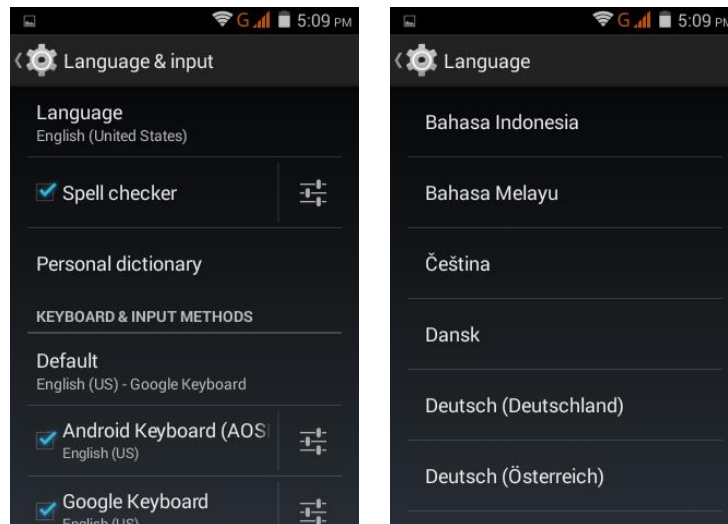 G 5:09 PM
Language & input
Language
English (United States)
Spell checker
Personal dictionary
KEYBOARD & INPUT METHODS
Default
English (US) - Google Keyboard
Android Keyboard (AOS
English (US)
Google Keyboard
English (US)
G 5:09 PM
Language
Bahasa Indonesia
Bahasa Melayu
Čeština
Dansk
Deutsch (Deutschland)
Deutsch (Österreich)